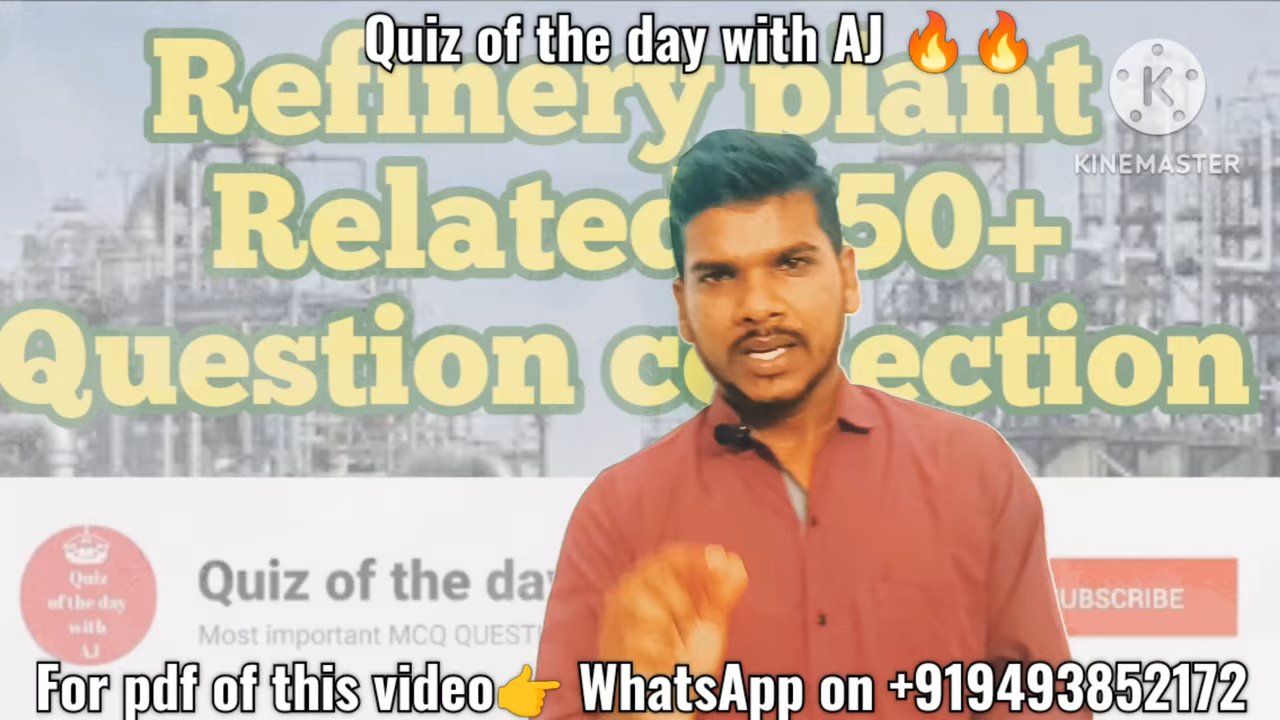 Quiz of the day with AJ 🔥🔥
Refinery plant
K
KINEMASTER
Related 50+
Question c ection
Quiz
of the day
with
AJ
Quiz of the day
Most important MCQ QUESTI
UBSCRIBE
For pdf of this video👉 WhatsApp on +919493852172